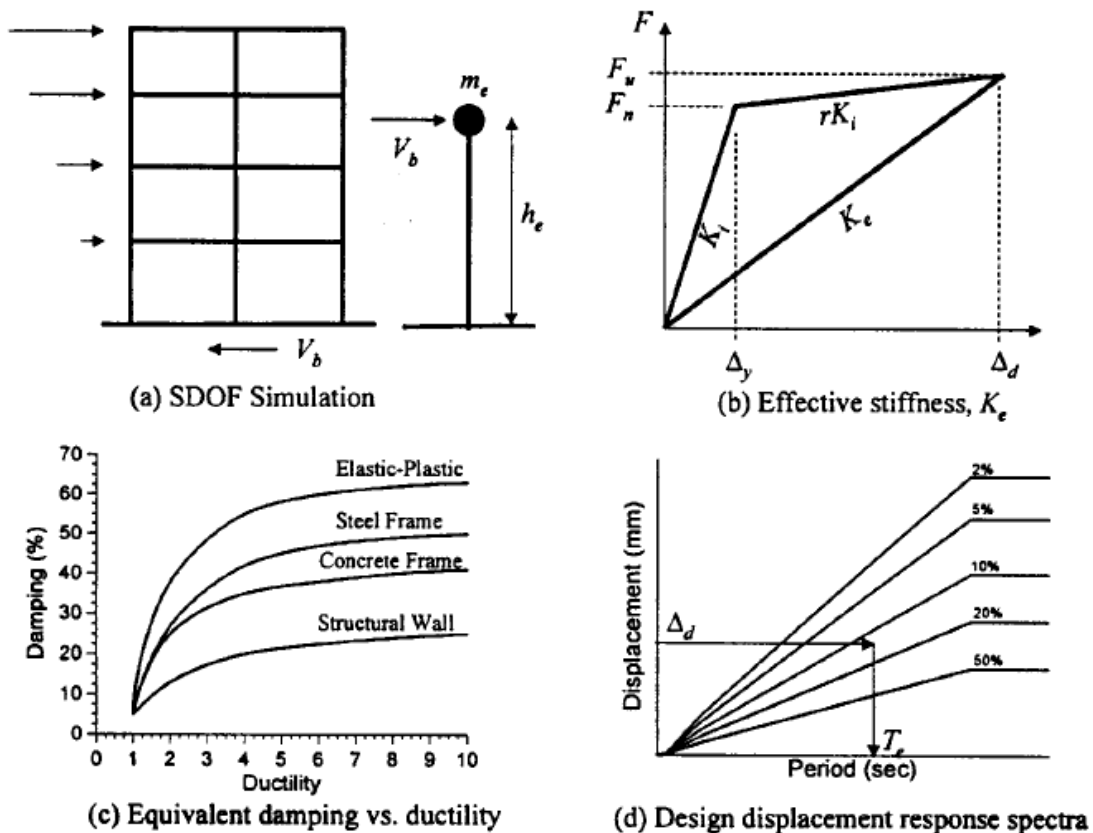 m_e
V_b
h_e
V_b
(a) SDOF Simulation
F
F_u
F_n
rK_i
K_i
K_e
Δ_y
Δ_d
(b) Effective stiffness, K_e
70
60
50
40
30
20
10
0
Damping (%)
Elastic-Plastic
Steel Frame
Concrete Frame
Structural Wall
0 1 2 3 4 5 6 7 8 9 10
Ductility
(c) Equivalent damping vs. ductility
Displacement (mm)
2%
5%
10%
20%
50%
Δ_d
T_e
Period (sec)
(d) Design displacement response spectra